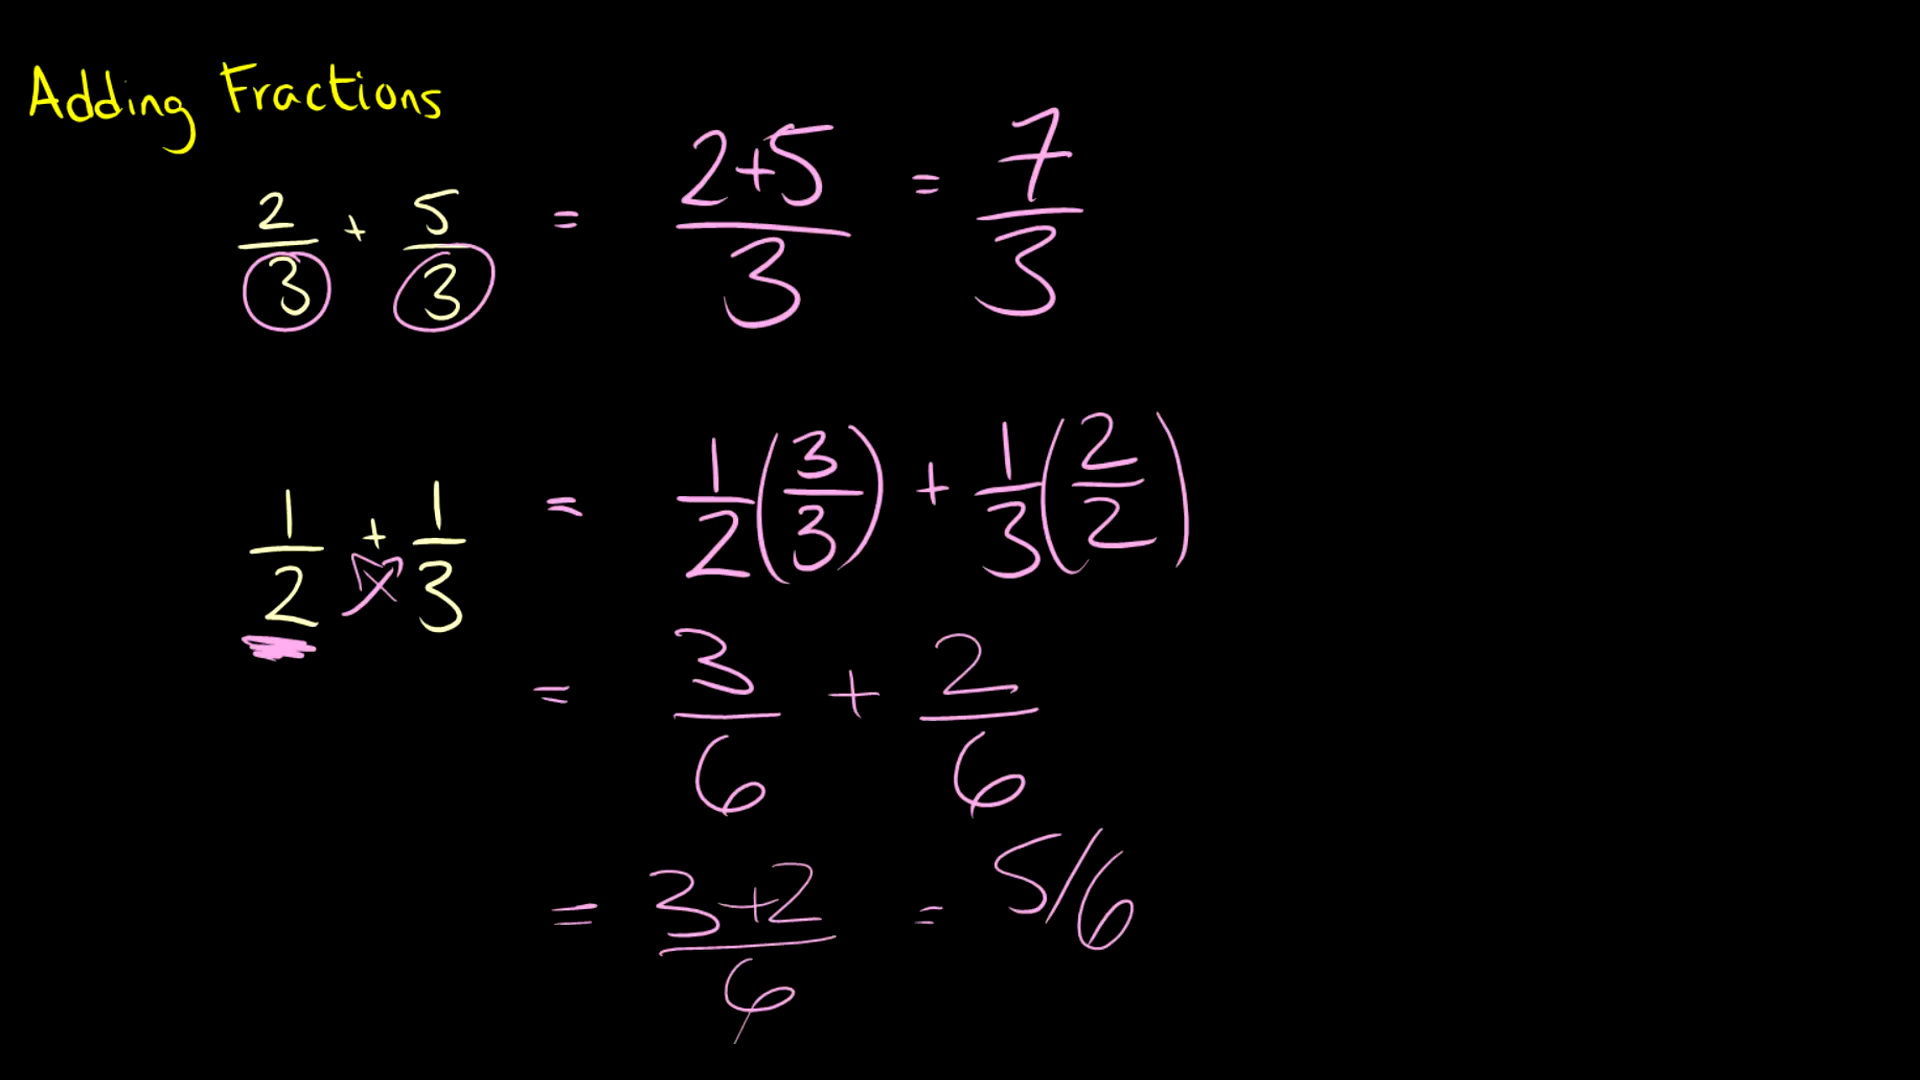 Adding Fractions
2/3 + 5/3 = (2+5)/3 = 7/3
1/2 + 1/3 = 1/2 (3/3) + 1/3 (2/2)
= 3/6 + 2/6
= (3+2)/6 = 5/6